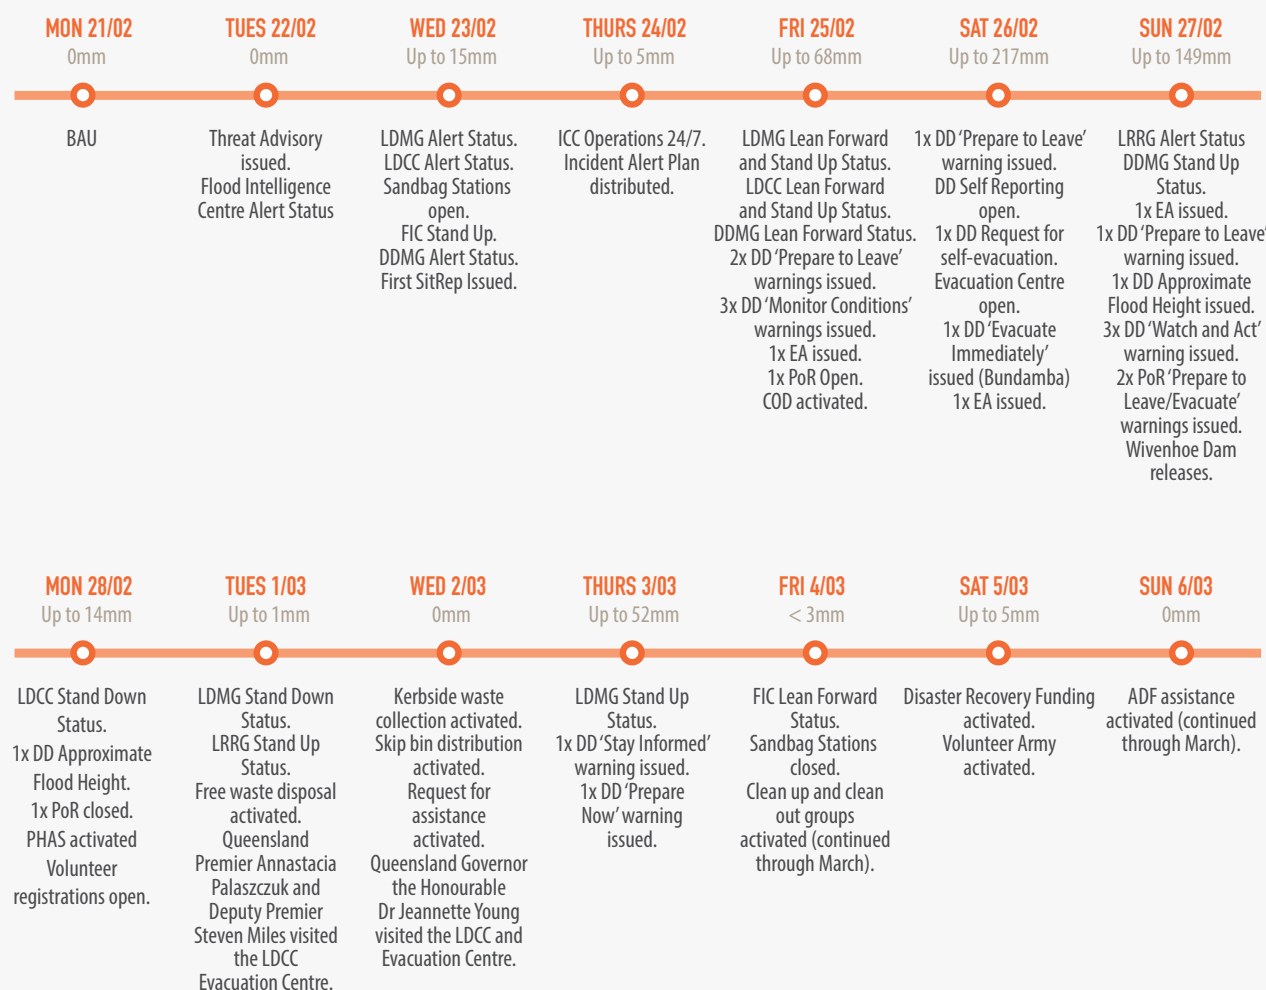 MON 21/02
0mm
BAU
TUES 22/02
0mm
Threat Advisory
issued.
Flood Intelligence
Centre Alert Status
WED 23/02
Up to 15mm
LDMG Alert Status.
LDCC Alert Status.
Sandbag Stations
open.
FIC Stand Up.
DDMG Alert Status.
First SitRep Issued.
THURS 24/02
Up to 5mm
ICC Operations 24/7.
Incident Alert Plan
distributed.
FRI 25/02
Up to 68mm
LDMG Lean Forward
and Stand Up Status.
LDCC Lean Forward
and Stand Up Status.
DDMG Lean Forward Status.
2x DD ‘Prepare to Leave’
warnings issued.
3x DD ‘Monitor Conditions’
warnings issued.
1x EA issued.
1x PoR Open.
COD activated.
SAT 26/02
Up to 217mm
1x DD ‘Prepare to Leave’
warning issued.
DD Self Reporting
open.
1x DD Request for
self-evacuation.
Evacuation Centre
open.
1x DD ‘Evacuate
Immediately’
issued (Bundamba)
1x EA issued.
SUN 27/02
Up to 149mm
LRRG Alert Status
DDMG Stand Up
Status.
1x EA issued.
1x DD ‘Prepare to Leave’
warning issued.
1x DD Approximate
Flood Height issued.
3x DD ‘Watch and Act’
warning issued.
2x PoR ‘Prepare to
Leave/Evacuate’
warnings issued.
Wivenhoe Dam
releases.
MON 28/02
Up to 14mm
LDCC Stand Down
Status.
1x DD Approximate
Flood Height.
1x PoR closed.
PHAS activated
Volunteer
registrations open.
TUES 1/03
Up to 1mm
LDMG Stand Down
Status.
LRRG Stand Up
Status.
Free waste disposal
activated.
Queensland
Premier Annastacia
Palaszczuk and
Deputy Premier
Steven Miles visited
the LDCC
Evacuation Centre.
WED 2/03
0mm
Kerbside waste
collection activated.
Skip bin distribution
activated.
Request for
assistance
activated.
Queensland Governor
the Honourable
Dr Jeannette Young
visited the LDCC and
Evacuation Centre.
THURS 3/03
Up to 52mm
LDMG Stand Up
Status.
1x DD ‘Stay Informed’
warning issued.
1x DD ‘Prepare
Now’ warning
issued.
FRI 4/03
< 3mm
FIC Lean Forward
Status.
Sandbag Stations
closed.
Clean up and clean
out groups
activated (continued
through March).
SAT 5/03
Up to 5mm
Disaster Recovery Funding
activated.
Volunteer Army
activated.
SUN 6/03
0mm
ADF assistance
activated (continued
through March).